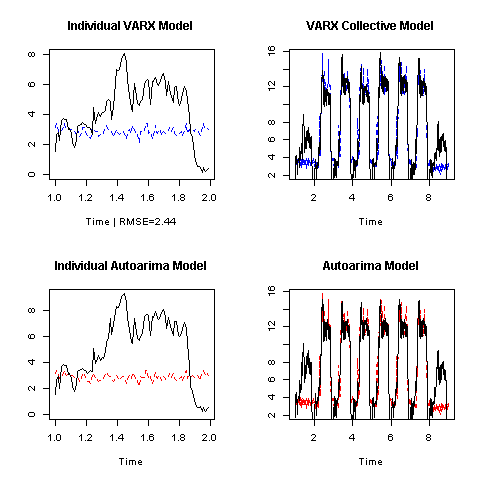 Individual VARX Model
VARX Collective Model
0 2 4 6 8
1.0 1.2 1.4 1.6 1.8 2.0
Time | RMSE=2.44
2 4 6 8 12 16
2 4 6 8
Time
Individual Autoarima Model
Autoarima Model
0 2 4 6 8
1.0 1.2 1.4 1.6 1.8 2.0
Time
2 4 6 8 12 16
2 4 6 8
Time